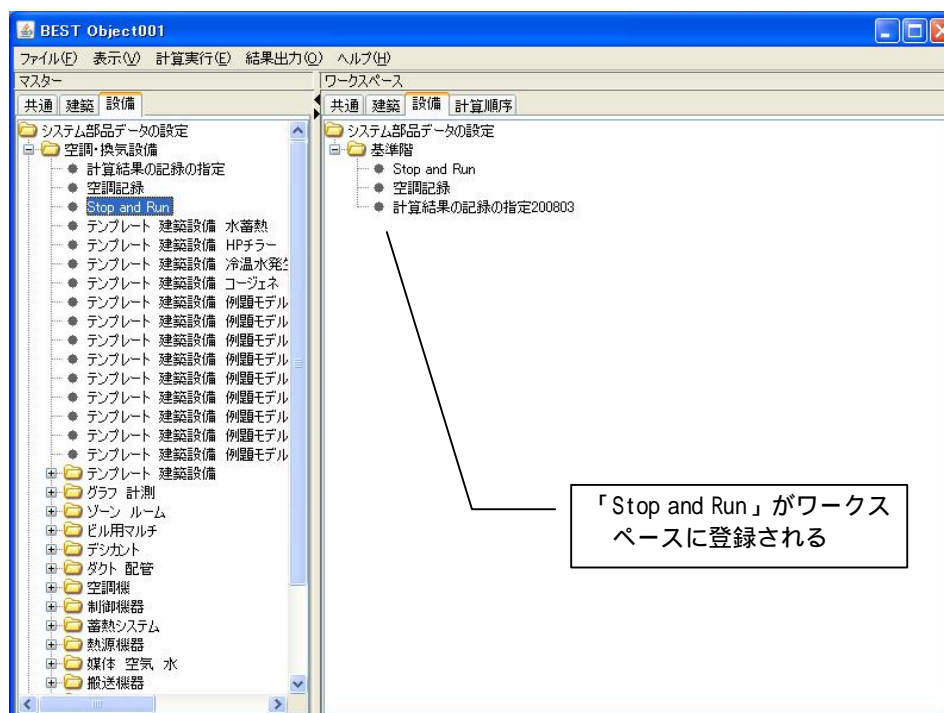 BEST Object001
ファイル(F) 表示(V) 計算実行(E) 結果出力(O) ヘルプ(H)
マスター
共通 建築 設備
システム部品データの設定
空調・換気設備
計算結果の記録の指定
空調記録
Stop and Run
テンプレート 建築設備 水蓄熱
テンプレート 建築設備 HPチラー
テンプレート 建築設備 冷温水発生
テンプレート 建築設備 コージェネ
テンプレート 建築設備 例題モデル
テンプレート 建築設備 例題モデル
テンプレート 建築設備 例題モデル
テンプレート 建築設備 例題モデル
テンプレート 建築設備 例題モデル
テンプレート 建築設備 例題モデル
テンプレート 建築設備 例題モデル
テンプレート 建築設備 例題モデル
テンプレート 建築設備 例題モデル
テンプレート 建築設備
グラフ 計測
ゾーン ルーム
ビル用マルチ
デシカント
ダクト 配管
空調機
制御機器
蓄熱システム
熱源機器
媒体 空気 水
搬送機器
ワークスペース
共通 建築 設備 計算順序
システム部品データの設定
基準階
Stop and Run
空調記録
計算結果の記録の指定200803
「Stop and Run」がワークス
ペースに登録される